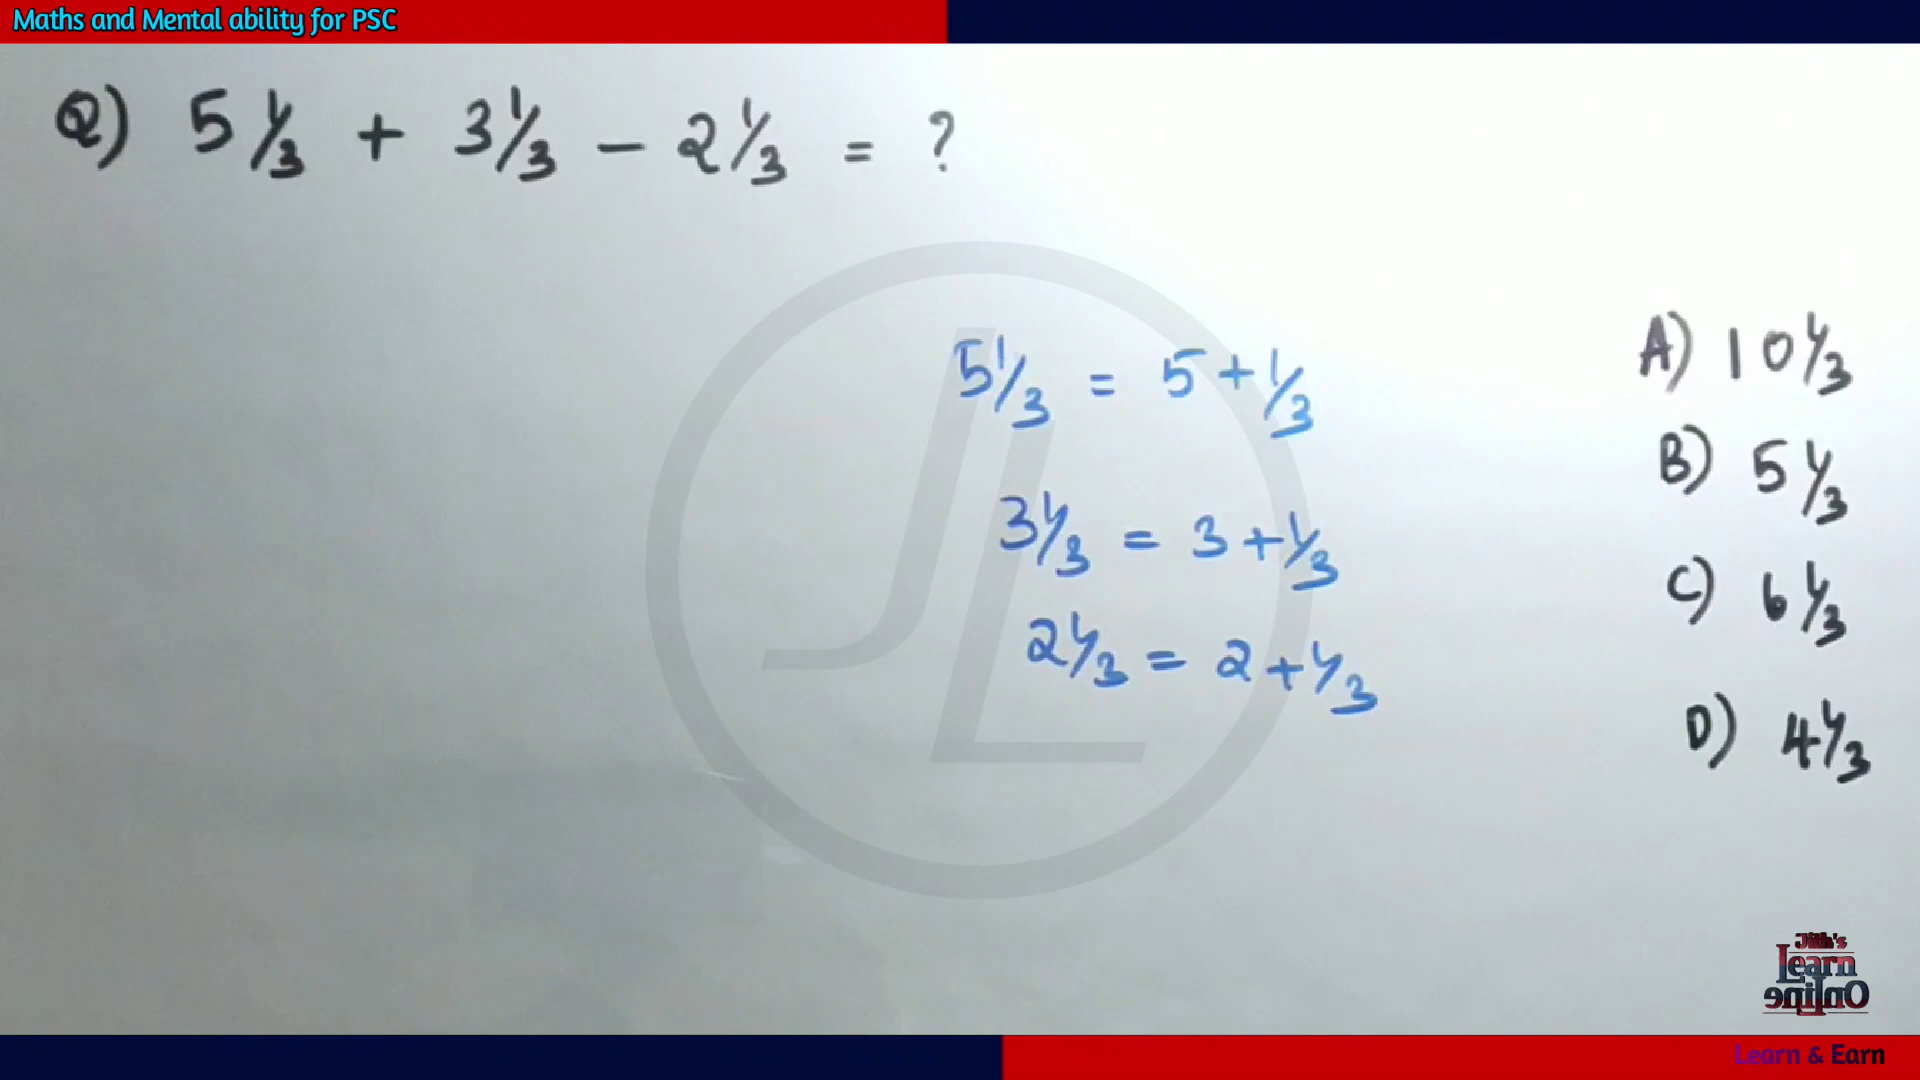 Maths and Mental ability for PSC
Q) 5 1/3 + 3 1/3 - 2 1/3 = ?
5 1/3 = 5 + 1/3
3 1/3 = 3 + 1/3
2 1/3 = 2 + 1/3
A) 10 1/3
B) 5 1/3
C) 6 1/3
D) 4 1/3
JL
Jith's
Learn
Online
Learn & Earn